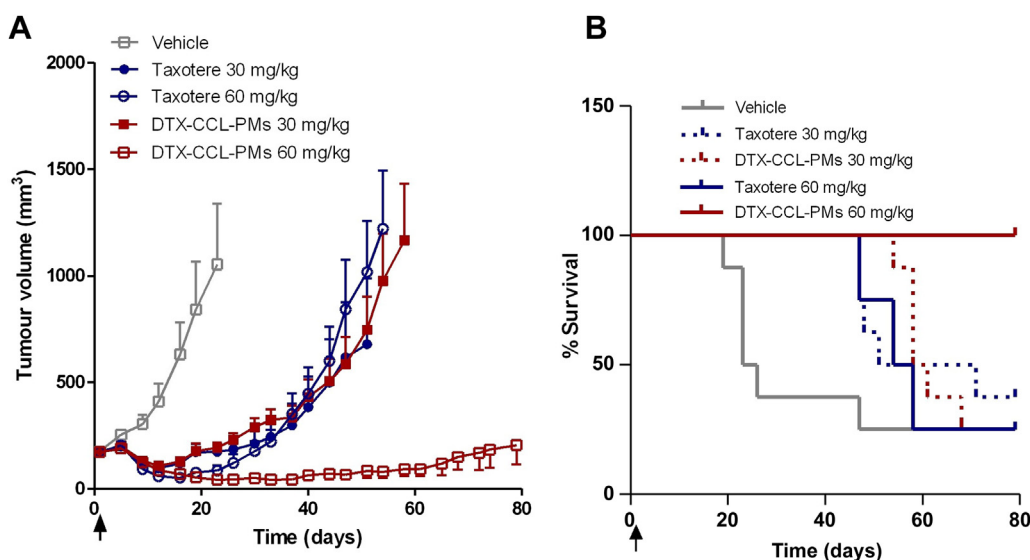 A
Vehicle
Taxotere 30 mg/kg
Taxotere 60 mg/kg
DTX-CCL-PMs 30 mg/kg
DTX-CCL-PMs 60 mg/kg
Tumour volume (mm³)
2000
1500
1000
500
0
0 20 40 60 80
Time (days)
B
Vehicle
Taxotere 30 mg/kg
DTX-CCL-PMs 30 mg/kg
Taxotere 60 mg/kg
DTX-CCL-PMs 60 mg/kg
% Survival
150
100
50
0
0 20 40 60 80
Time (days)